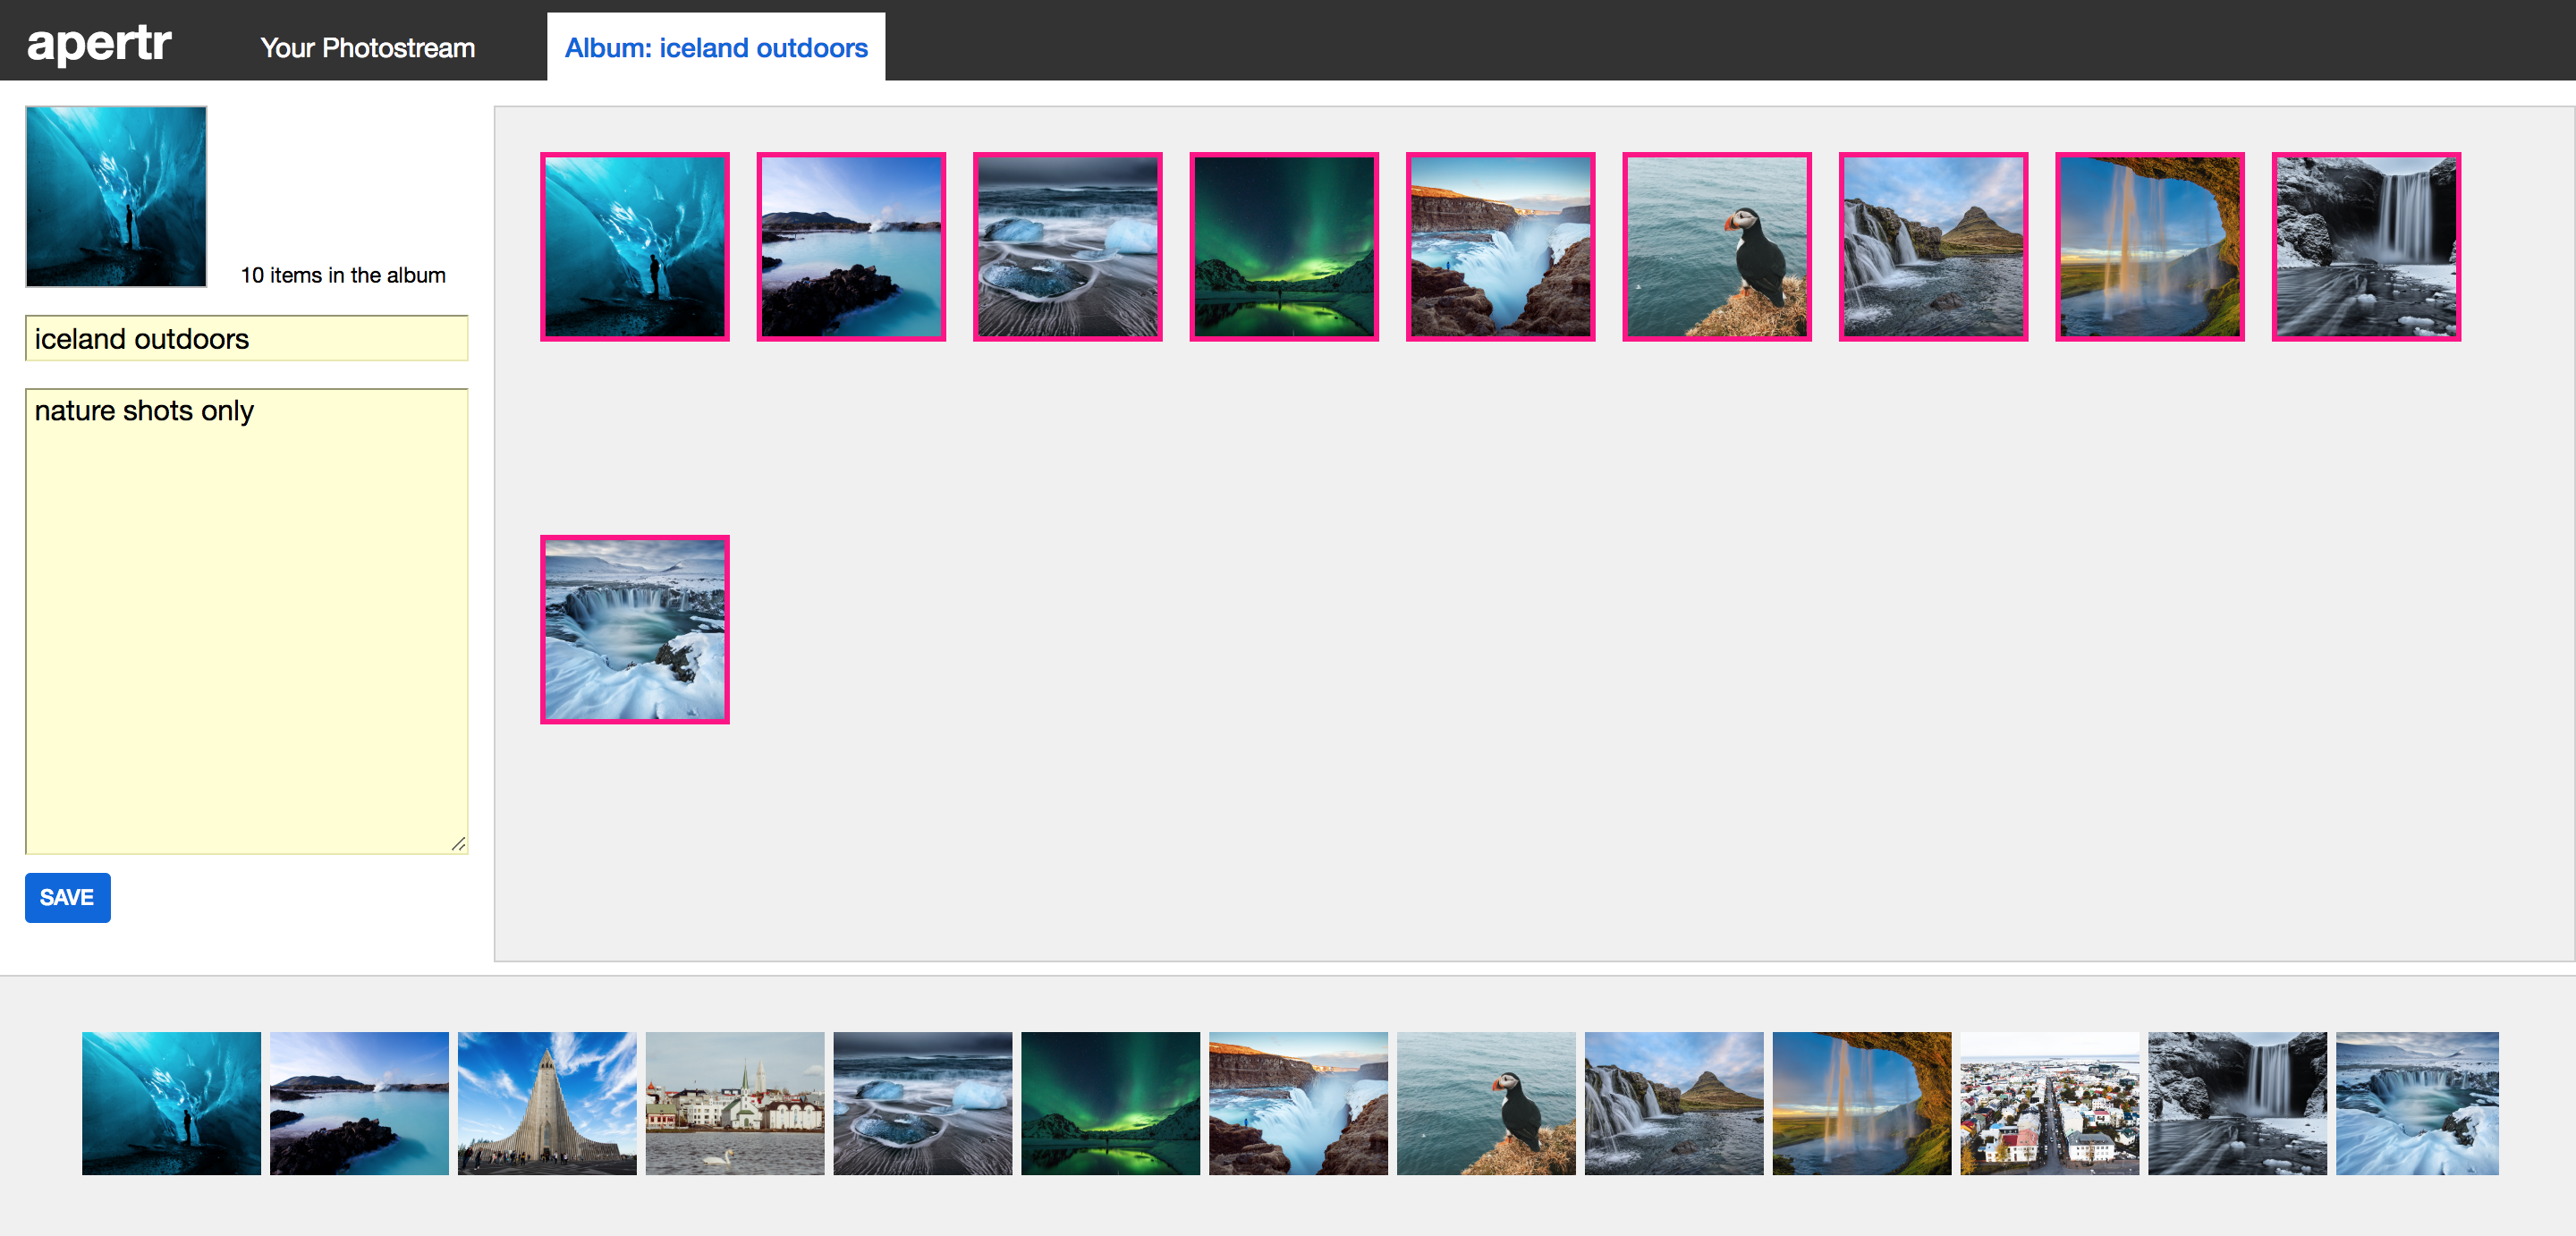 apertr
Your Photostream
Album: iceland outdoors
10 items in the album
iceland outdoors
nature shots only
SAVE